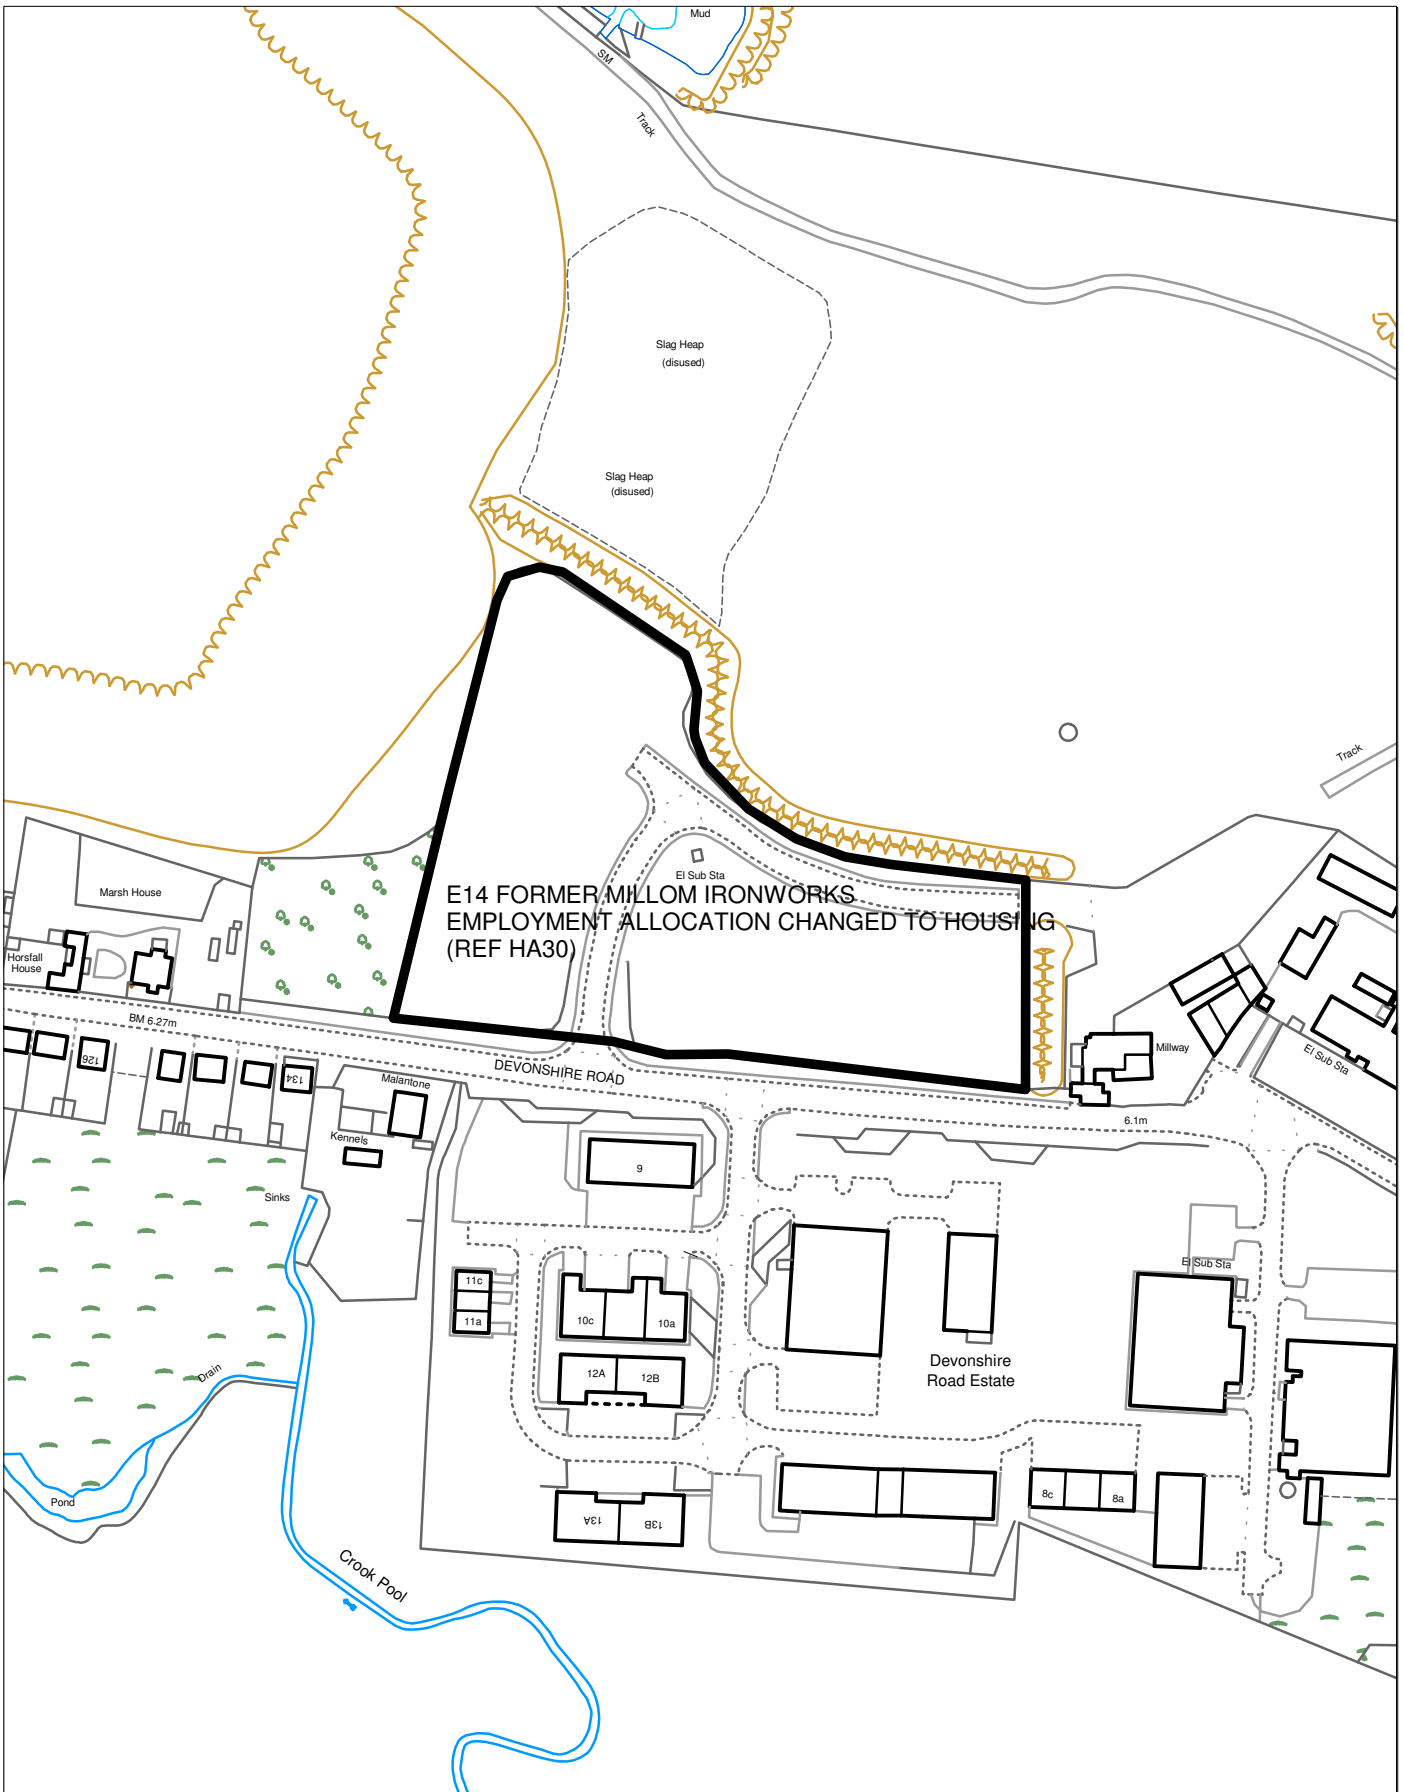 Mud
SM
Track
Slag Heap
(disused)
Slag Heap
(disused)
Track
El Sub Sta
E14 FORMER MILLOM IRONWORKS
EMPLOYMENT ALLOCATION CHANGED TO HOUSING
(REF HA30)
Marsh House
Horsfall
House
BM 6.27m
DEVONSHIRE ROAD
126
134
Malantone
Kennels
Millway
El Sub Sta
6.1m
9
Sinks
11c
11a
10c
10a
12A
12B
El Sub Sta
Devonshire
Road Estate
Drain
Pond
13A
13B
8c
8a
Crook Pool